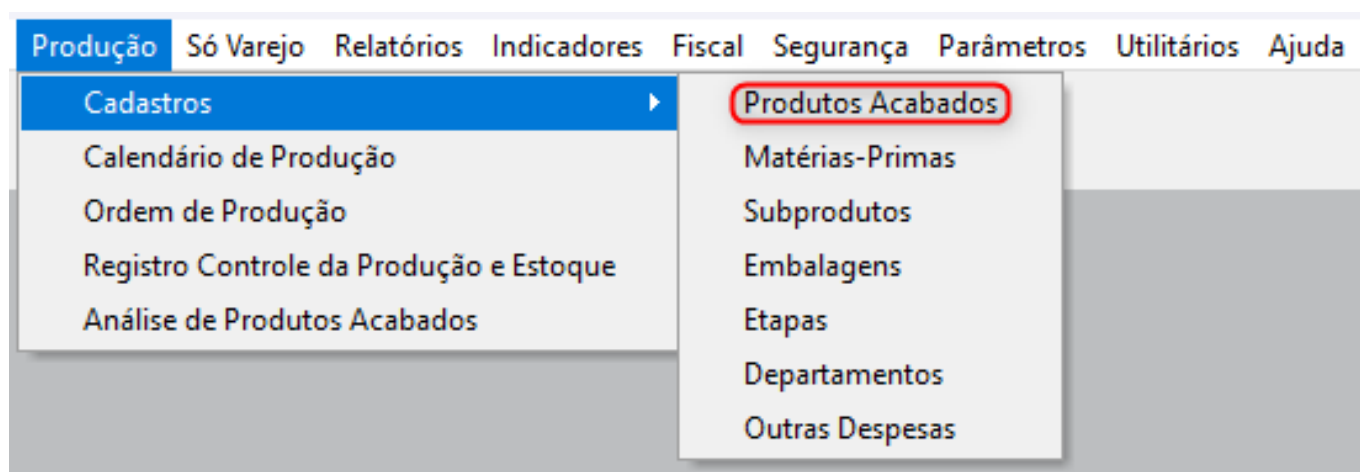 Produção Só Varejo Relatórios Indicadores Fiscal Segurança Parâmetros Utilitários Ajuda
Cadastros
Calendário de Produção
Ordem de Produção
Registro Controle da Produção e Estoque
Análise de Produtos Acabados
Produtos Acabados
Matérias-Primas
Subprodutos
Embalagens
Etapas
Departamentos
Outras Despesas